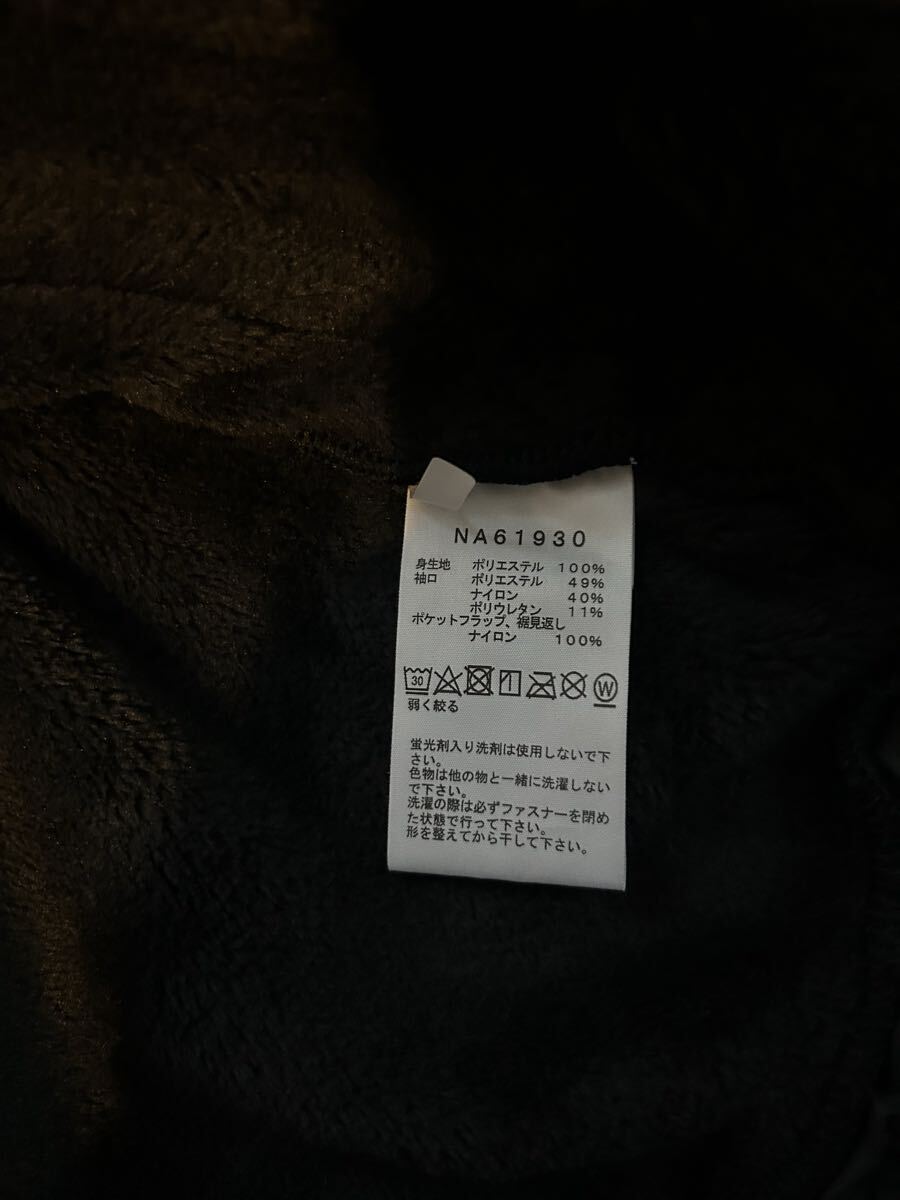 NA61930
身生地 ポリエステル 100%
袖口 ポリエステル 49%
ナイロン 40%
ポリウレタン 11%
ポケットフラップ、裾見返し
ナイロン 100%
30 W
弱く絞る
蛍光剤入り洗剤は使用しないで下
さい。
色物は他の物と一緒に洗濯しない
で下さい。
洗濯の際は必ずファスナーを閉め
た状態で行って下さい。
形を整えてから干して下さい。